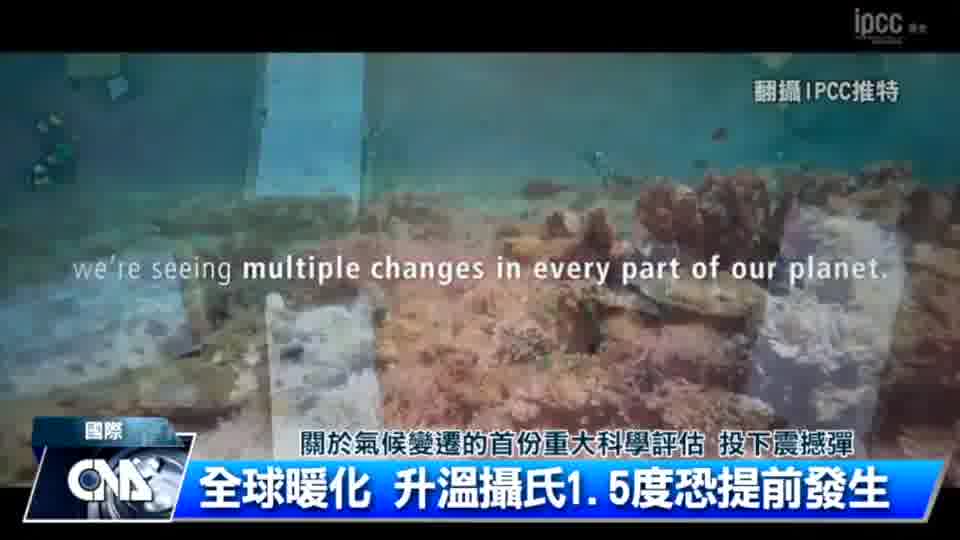 ipcc
翻攝IPCC推特
we're seeing multiple changes in every part of our planet.
國際
關於氣候變遷的首份重大科學評估 投下震撼彈
CNA
全球暖化 升溫攝氏1.5度恐提前發生